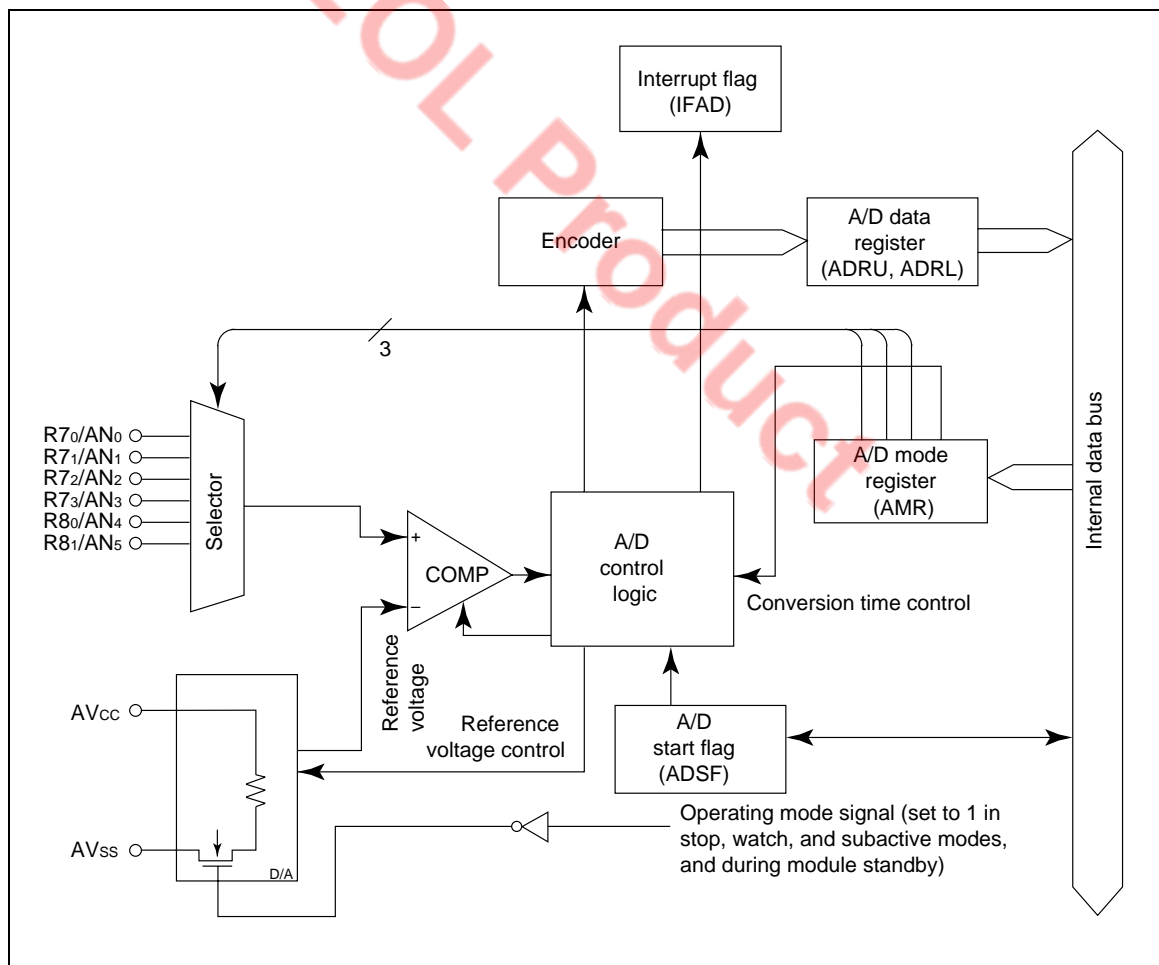 OL Product
Interrupt flag
(IFAD)
Encoder
A/D data
register
(ADRU, ADRL)
3
R70/AN0
R71/AN1
R72/AN2
R73/AN3
R80/AN4
R81/AN5
Selector
A/D mode
register
(AMR)
Internal data bus
+
COMP
−
A/D
control
logic
Conversion time control
Reference
voltage
AVCC
Reference
voltage control
A/D
start flag
(ADSF)
AVSS
D/A
Operating mode signal (set to 1 in
stop, watch, and subactive modes,
and during module standby)